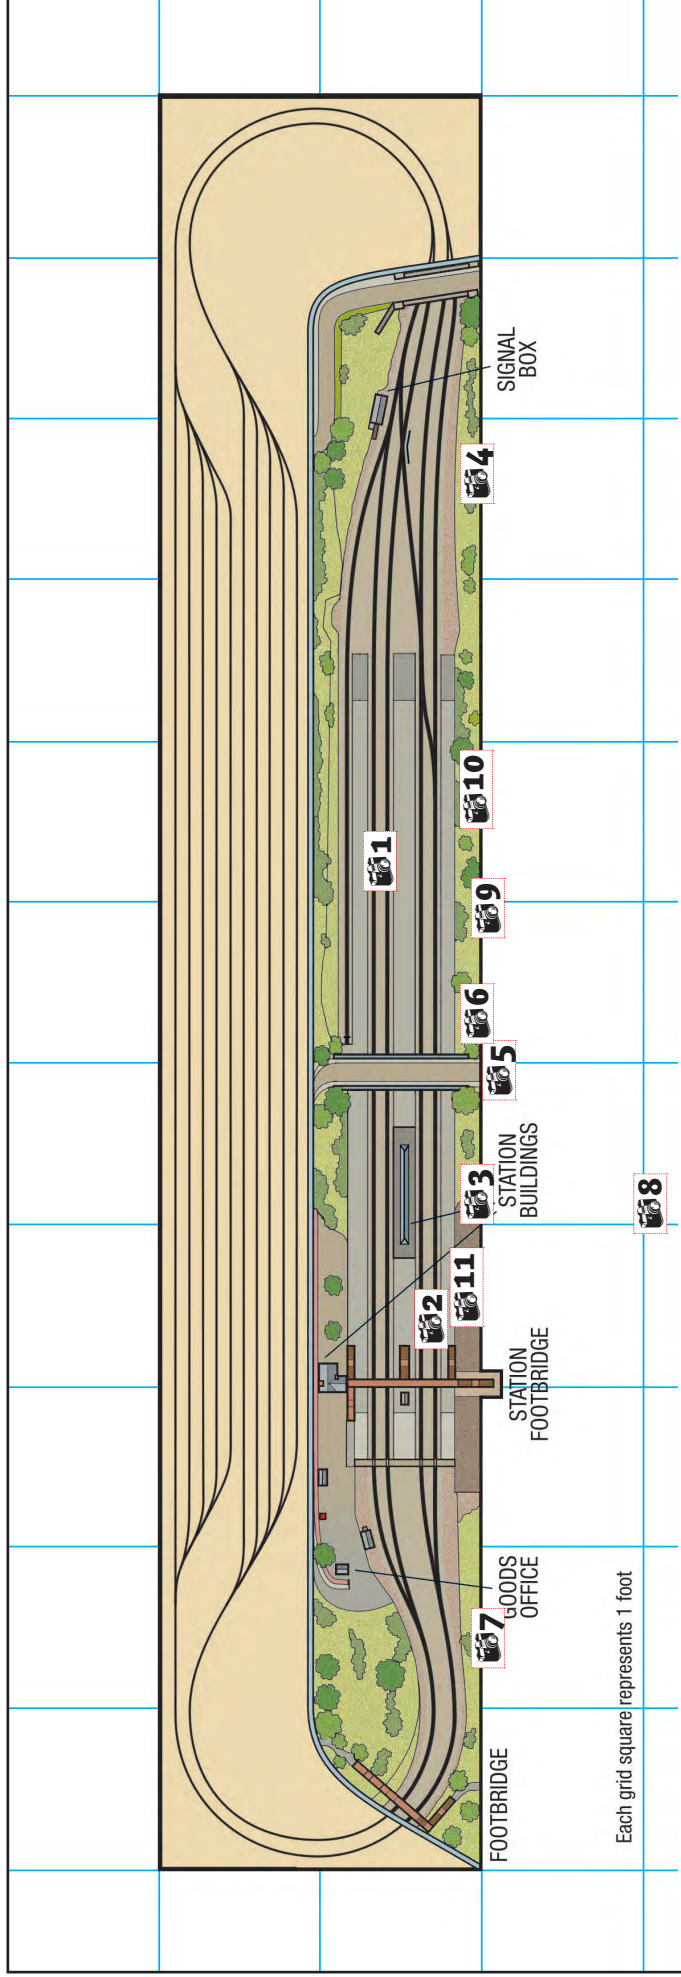 SIGNAL
BOX
4
10
1
9
6
5
STATION
BUILDINGS
3
8
11
2
STATION
FOOTBRIDGE
GOODS
OFFICE
7
FOOTBRIDGE
Each grid square represents 1 foot